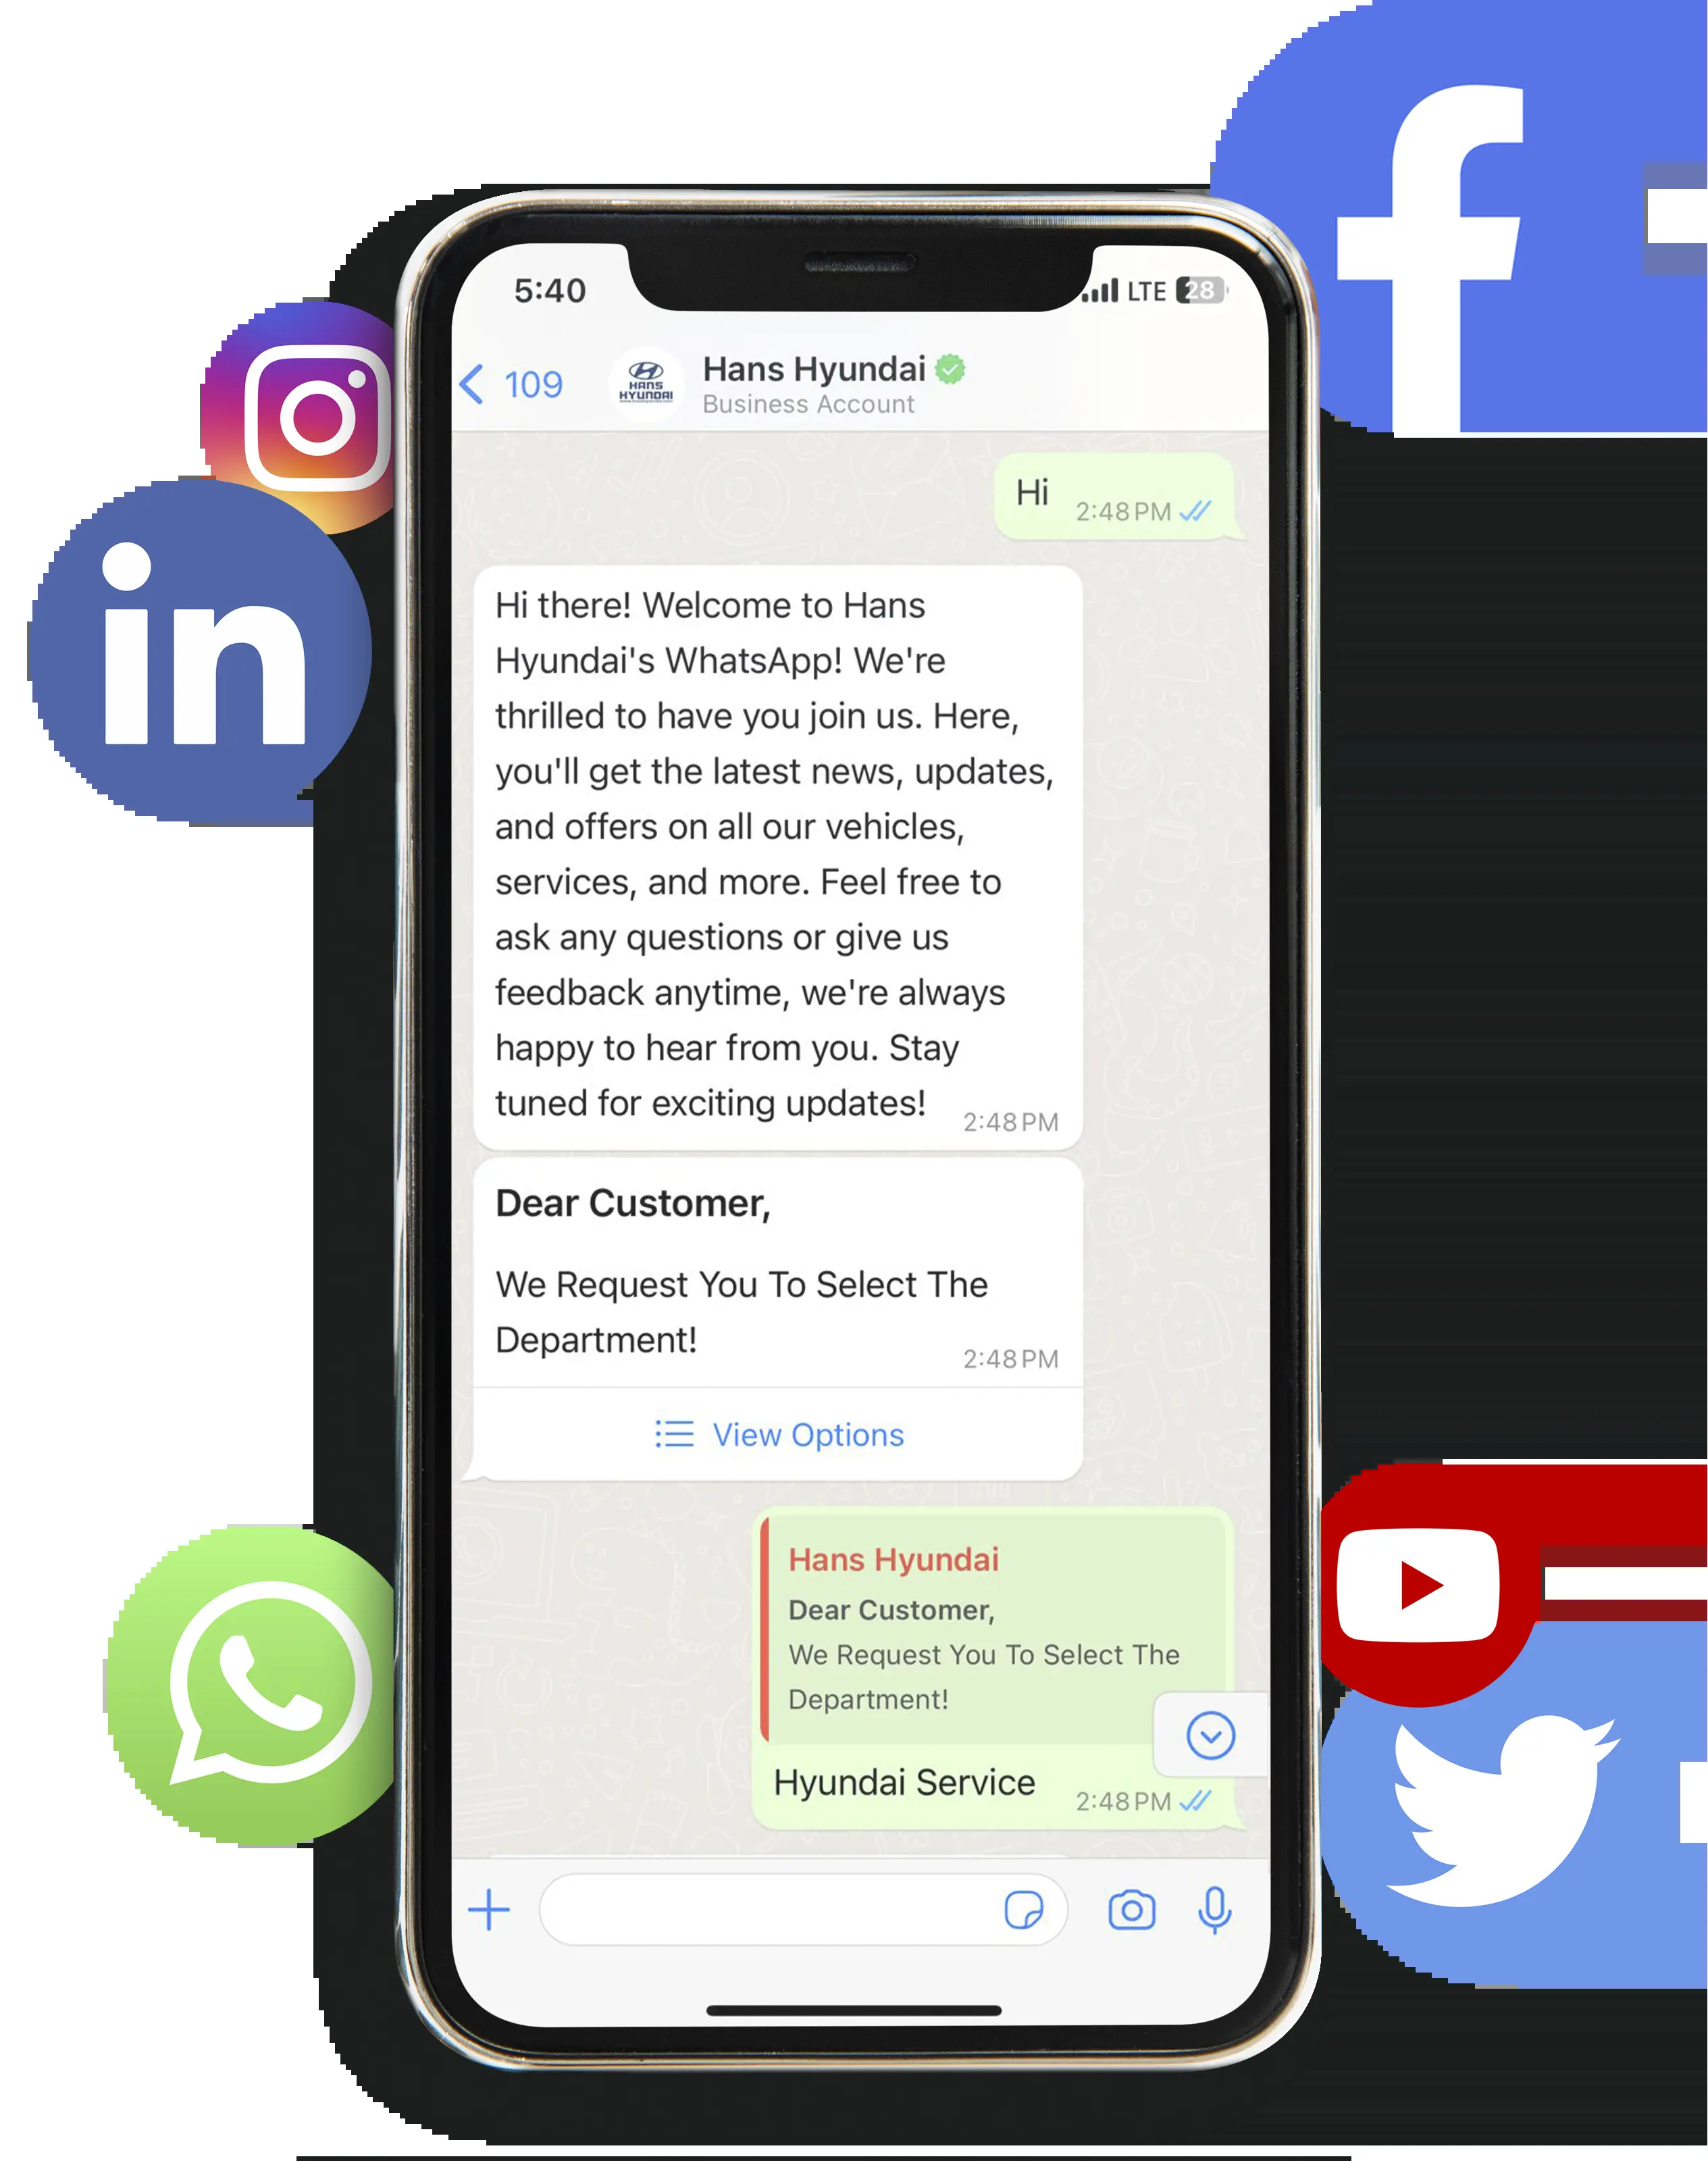 f
5:40
LTE 28
109
HANS
HYUNDAI
Hans Hyundai
Business Account
Hi
2:48 PM
in
Hi there! Welcome to Hans
Hyundai's WhatsApp! We're
thrilled to have you join us. Here,
you'll get the latest news, updates,
and offers on all our vehicles,
services, and more. Feel free to
ask any questions or give us
feedback anytime, we're always
happy to hear from you. Stay
tuned for exciting updates!
2:48 PM
Dear Customer,
We Request You To Select The
Department!
2:48 PM
View Options
Hans Hyundai
Dear Customer,
We Request You To Select The
Department!
Hyundai Service
2:48 PM